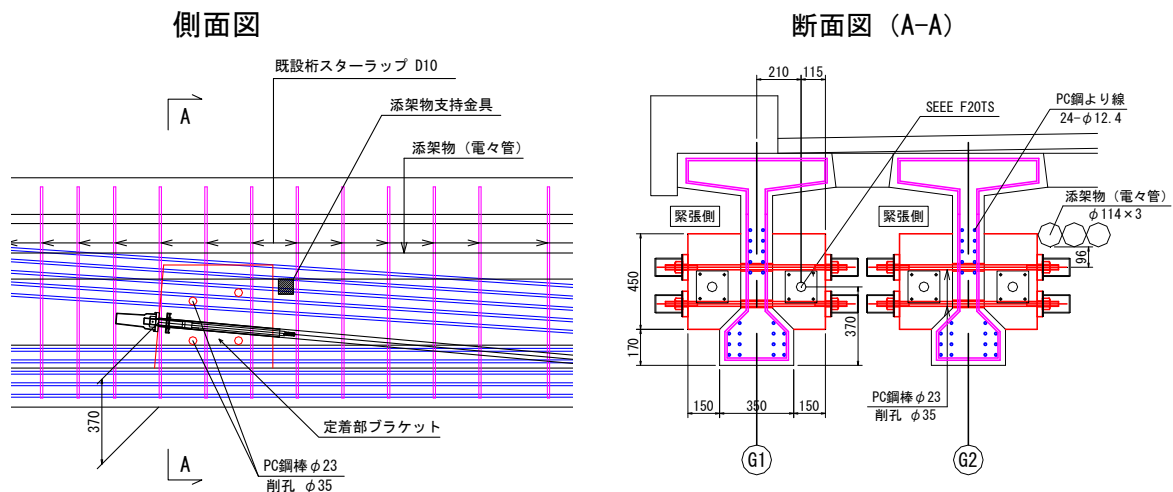 側面図
断面図 (A-A)
既設桁スターラップ D10
添架物支持金具
添架物（電々管）
A
A
370
定着部ブラケット
PC鋼棒φ23
削孔 φ35
210
115
SEEE F20TS
PC鋼より線
24-φ12.4
添架物（電々管）
φ114×3
緊張側
緊張側
96
450
170
370
150
350
150
PC鋼棒φ23
削孔 φ35
G1
G2